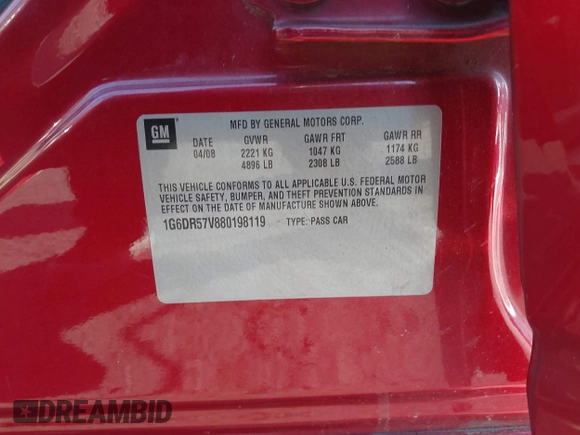 GM
MFD BY GENERAL MOTORS CORP.
DATE GVWR GAWR FRT GAWR RR
04/08 2221 KG 1047 KG 1174 KG
4896 LB 2308 LB 2588 LB
THIS VEHICLE CONFORMS TO ALL APPLICABLE U.S. FEDERAL MOTOR
VEHICLE SAFETY, BUMPER, AND THEFT PREVENTION STANDARDS IN
EFFECT ON THE DATE OF MANUFACTURE SHOWN ABOVE.
1G6DR57V880198119 TYPE: PASS CAR
DREAMBID